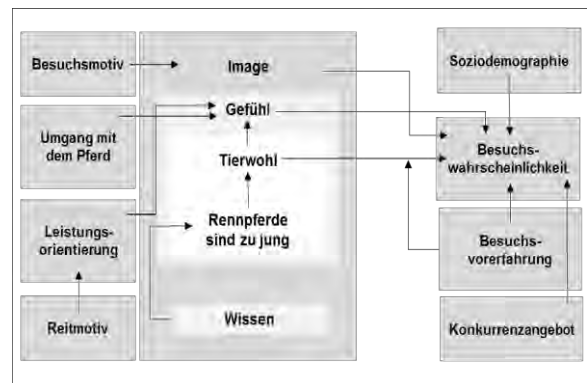 Besuchsmotiv
Umgang mit
dem Pferd
Leistungs-
orientierung
Reitmotiv
Image
Gefühl
Tierwohl
Rennpferde
sind zu jung
Wissen
Soziodemographie
Besuchs-
wahrscheinlichkeit
Besuchs-
vorerfahrung
Konkurrenzangebot